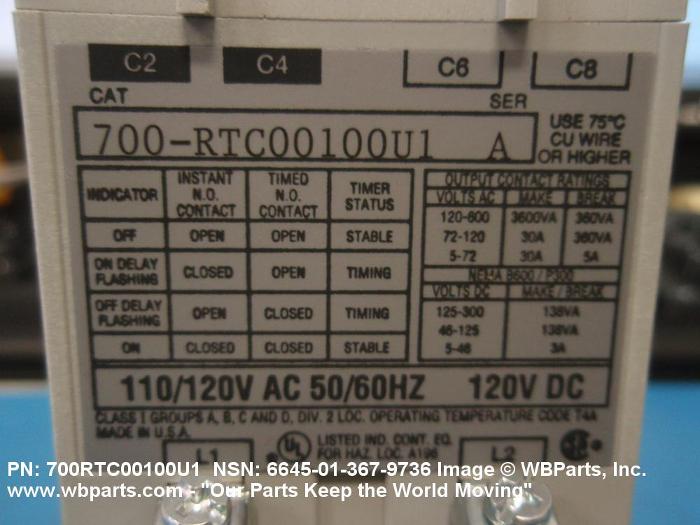 C2 C4 C6 C8
CAT SER
700-RTC00100U1 A
USE 75°C
CU WIRE
OR HIGHER
INDICATOR INSTANT N.O. CONTACT TIMED N.O. CONTACT TIMER STATUS
OFF OPEN OPEN STABLE
ON DELAY FLASHING CLOSED OPEN TIMING
OFF DELAY FLASHING OPEN CLOSED TIMING
ON CLOSED CLOSED STABLE
OUTPUT CONTACT RATINGS
VOLTS AC MAKE BREAK
120-600 3600VA 360VA
72-120 30A 360VA
5-72 30A 5A
NEMA B600 / P300
VOLTS DC MAKE / BREAK
125-300 138VA
46-125 138VA
5-46 3A
110/120V AC 50/60HZ 120V DC
CLASS I GROUPS A, B, C AND D, DIV. 2 LOC. OPERATING TEMPERATURE CODE T4A
MADE IN U.S.A.
L1 UL LISTED IND. CONT. EQ. L2
FOR HAZ. LOC. A196
PN: 700RTC00100U1 NSN: 6645-01-367-9736 Image © WBParts, Inc.
www.wbparts.com - "Our Parts Keep the World Moving"